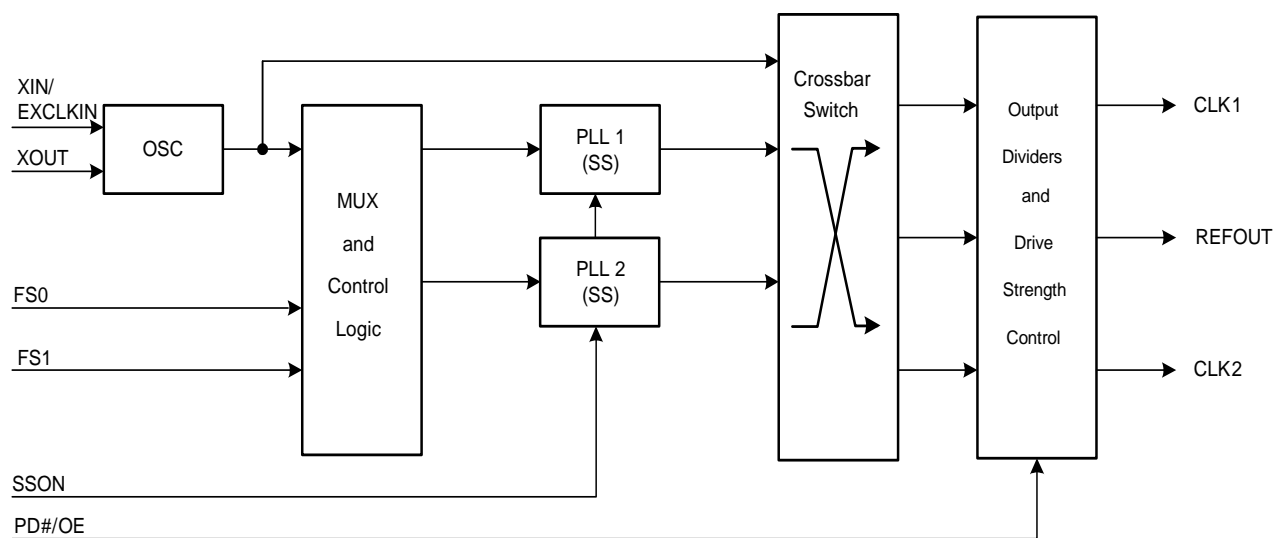 XIN/
EXCLKIN
XOUT
OSC
FS0
FS1
SSON
PD#/OE
MUX
and
Control
Logic
PLL 1
(SS)
PLL 2
(SS)
Crossbar
Switch
Output
Dividers
and
Drive
Strength
Control
CLK1
REFOUT
CLK2